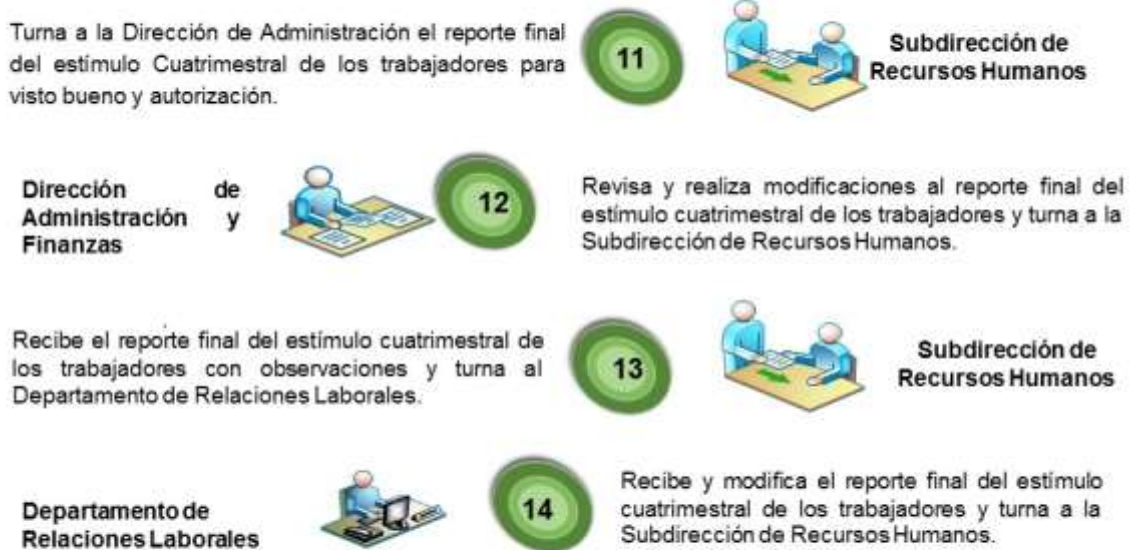 Turna a la Dirección de Administración el reporte final
del estímulo Cuatrimestral de los trabajadores para
visto bueno y autorización.
11
Subdirección de
Recursos Humanos
Dirección de
Administración y
Finanzas
12
Revisa y realiza modificaciones al reporte final del
estímulo cuatrimestral de los trabajadores y turna a la
Subdirección de Recursos Humanos.
Recibe el reporte final del estímulo cuatrimestral de
los trabajadores con observaciones y turna al
Departamento de Relaciones Laborales.
13
Subdirección de
Recursos Humanos
Departamento de
Relaciones Laborales
14
Recibe y modifica el reporte final del estímulo
cuatrimestral de los trabajadores y turna a la
Subdirección de Recursos Humanos.